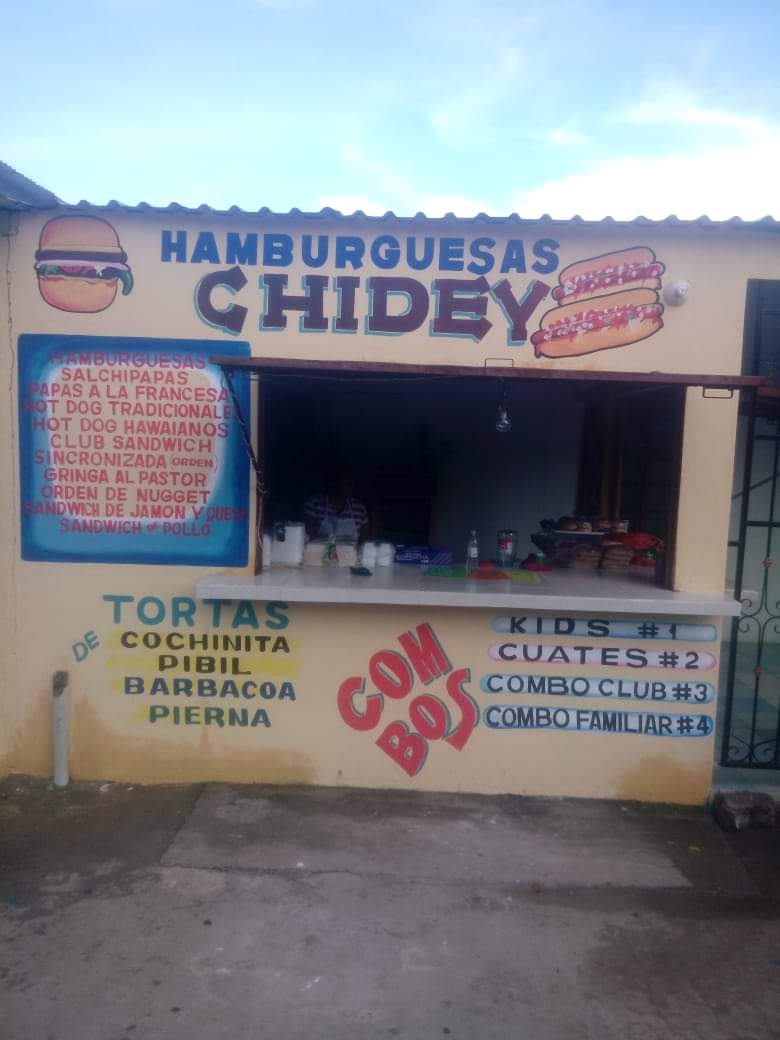 HAMBURGUESAS
CHIDEY
HAMBURGUESAS
SALCHIPAPAS
PAPAS A LA FRANCESA
HOT DOG TRADICIONALE
HOT DOG HAWAIANOS
CLUB SANDWICH
SINCRONIZADA (ORDEN)
GRINGA AL PASTOR
ORDEN DE NUGGET
SANDWICH DE JAMON Y QUESO
SANDWICH DE POLLO
TORTAS
DE
COCHINITA
PIBIL
BARBACOA
PIERNA
COM
BOS
KIDS #1
CUATES #2
COMBO CLUB #3
COMBO FAMILIAR #4